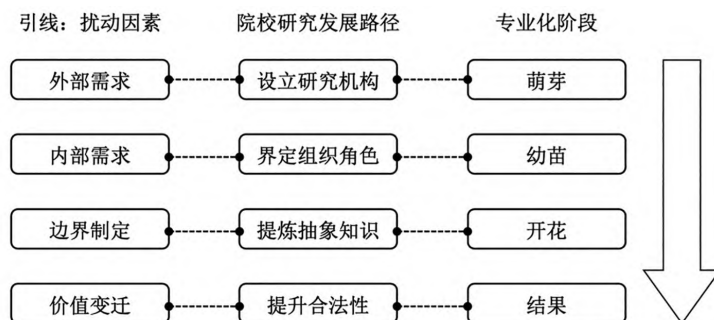 引线：扰动因素 院校研究发展路径 专业化阶段
外部需求 设立研究机构 萌芽
内部需求 界定组织角色 幼苗
边界制定 提炼抽象知识 开花
价值变迁 提升合法性 结果